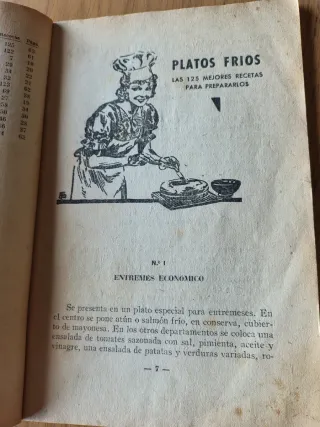 PLATOS FRIOS
LAS 125 MEJORES RECETAS
PARA PREPARARLOS
N.º 1
ENTREMES ECONOMICO
Se presenta en un plato especial para entremeses. En
el centro se pone atún o salmón frío, en conserva, cubier-
to de mayonesa. En los otros departamentos se coloca una
ensalada de tomates sazonada con sal, pimienta, aceite y
vinagre, una ensalada de patatas y verduras variadas, ro-
— 7 —